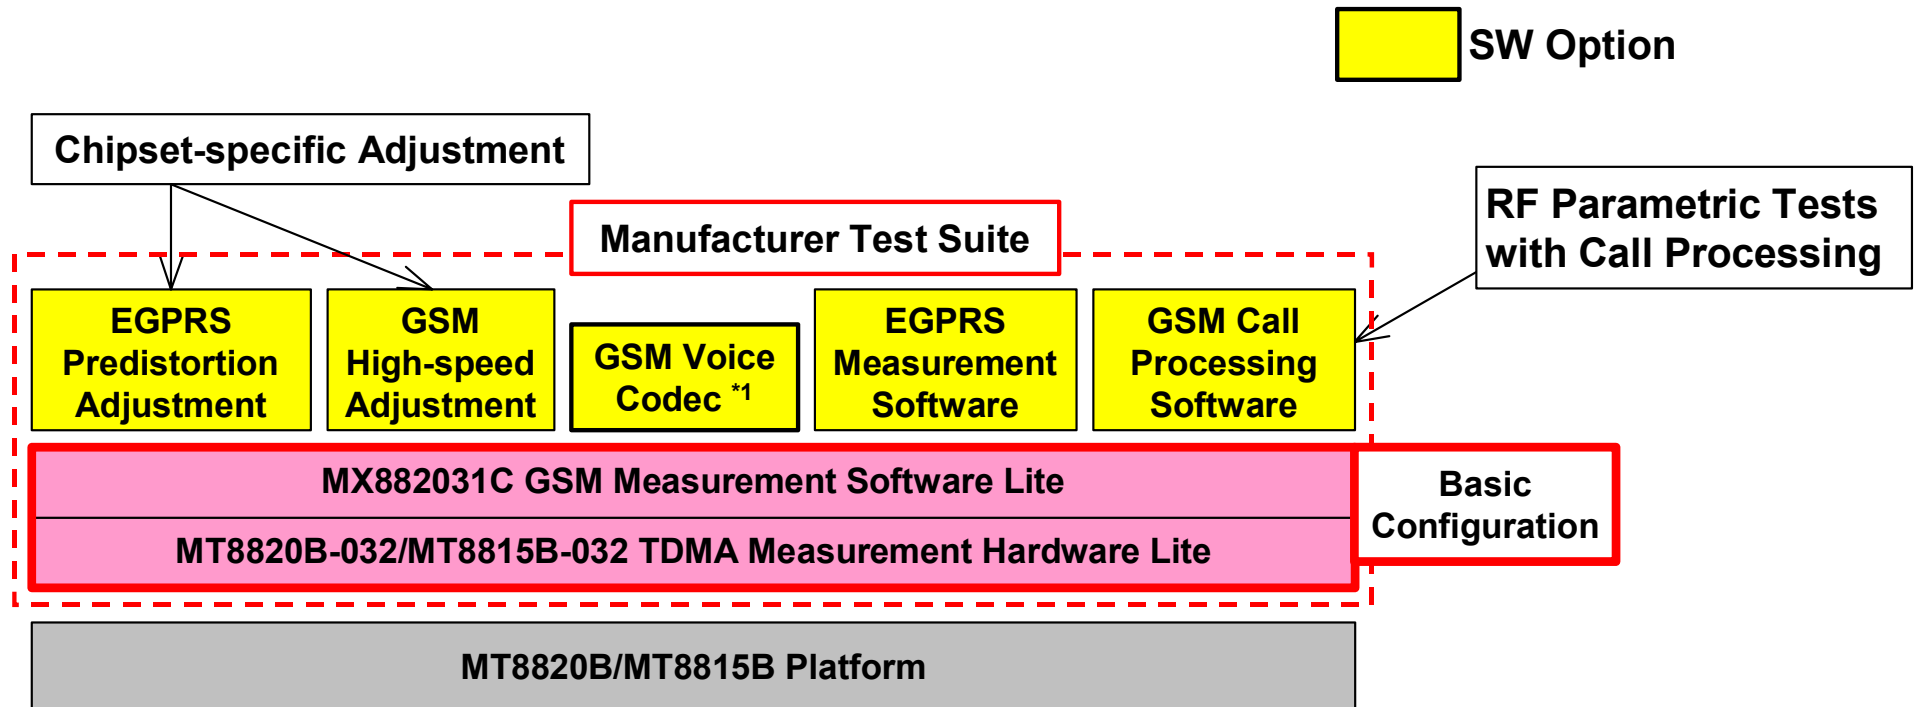 SW Option
Chipset-specific Adjustment
Manufacturer Test Suite
RF Parametric Tests
with Call Processing
EGPRS
Predistortion
Adjustment
GSM
High-speed
Adjustment
GSM Voice
Codec *1
EGPRS
Measurement
Software
GSM Call
Processing
Software
MX882031C GSM Measurement Software Lite
MT8820B-032/MT8815B-032 TDMA Measurement Hardware Lite
Basic
Configuration
MT8820B/MT8815B Platform